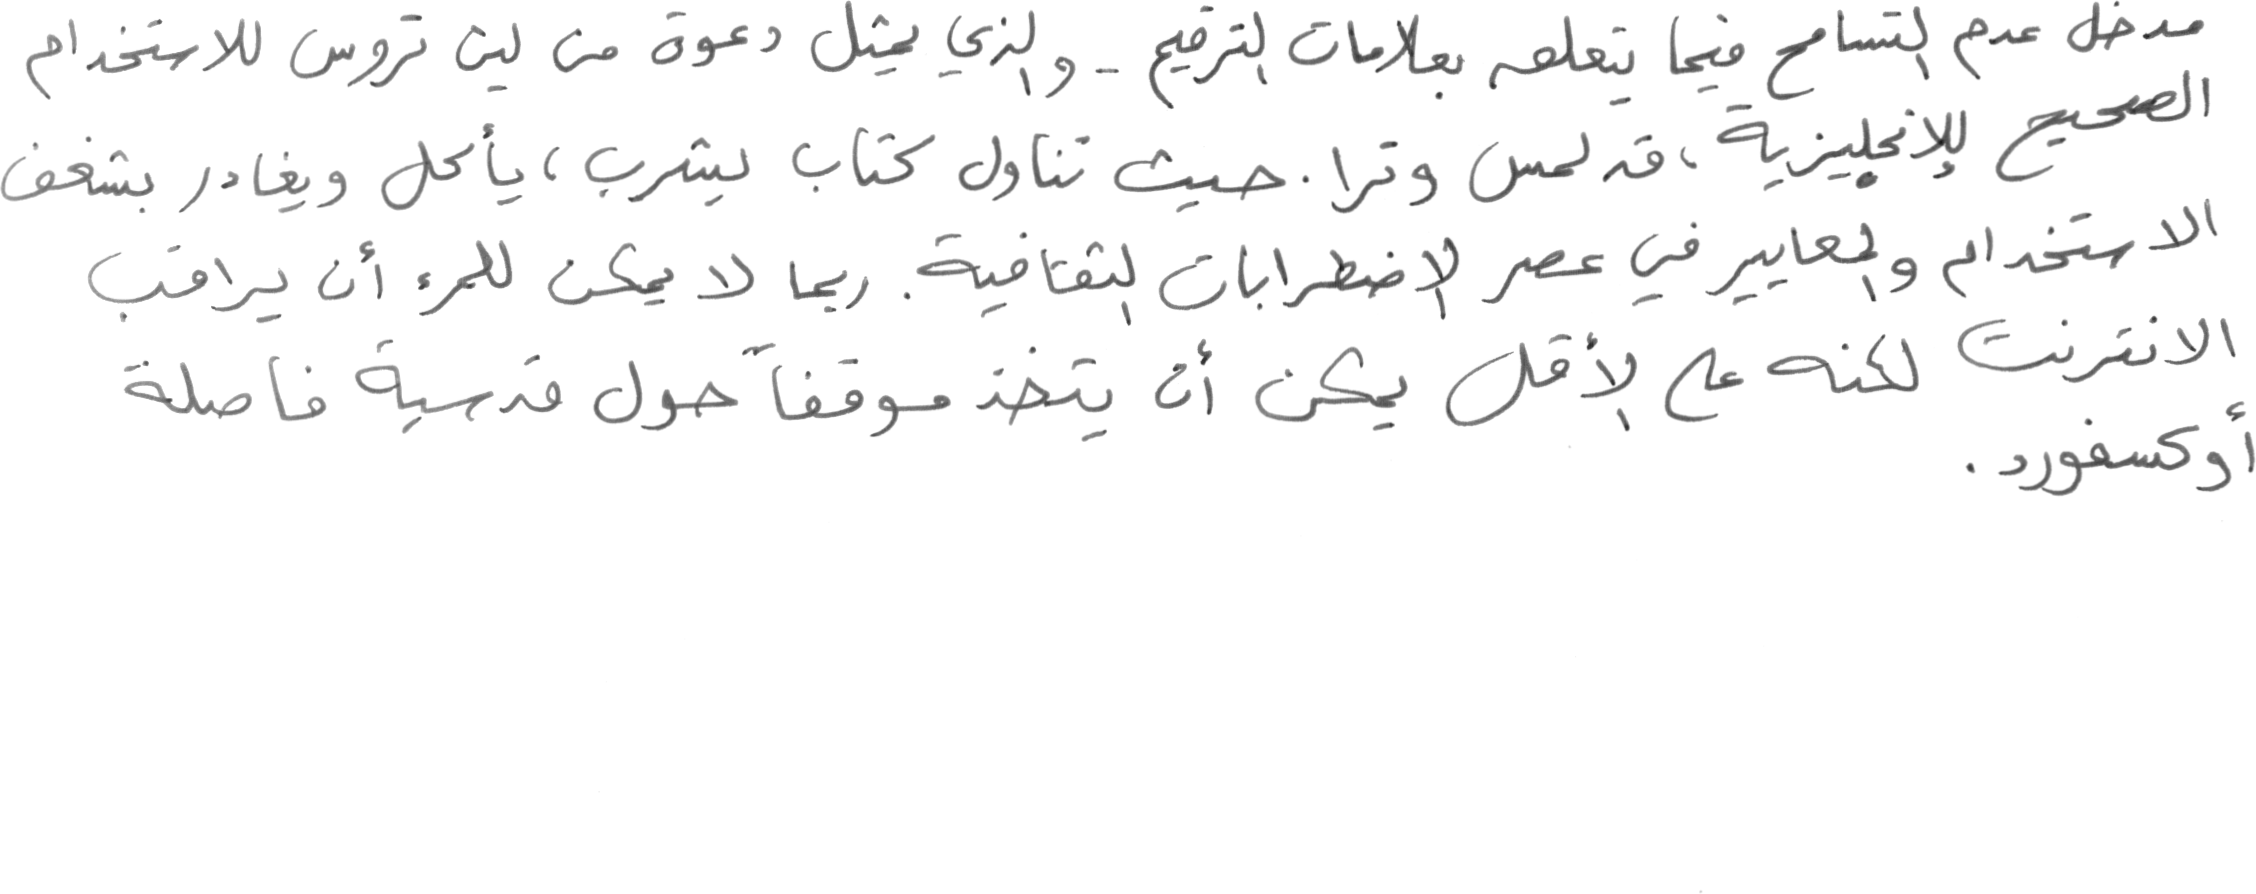 مدخل عدم التسامح فيما يتعلق بعلامات الترقيم - والذي يمثل دعوة من لين تروس للاستخدام
الصحيح للإنجليزية، قد لمس وترا. حيث تناول كتاب يشرب، يأكل ويغادر بشغف
الاستخدام والمعايير في عصر الإضطرابات الثقافية. ربما لا يمكن للمرء أن يراقب
الانترنت لكنه على الأقل يمكن أن يتخذ موقفاً حول قدسية فاصلة
أوكسفورد.